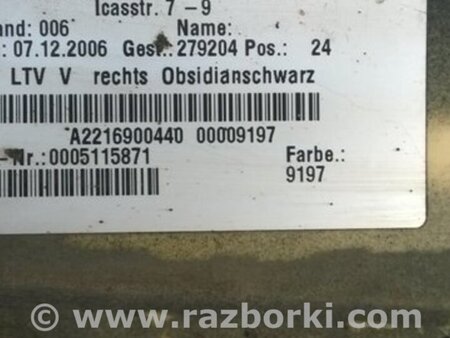 Icasstr. 7 -9
and: 006 Name:
: 07.12.2006 Gest.: 279204 Pos.: 24
LTV V rechts Obsidianschwarz
A2216900440 00009197
-Nr.:0005115871 Farbe.:
9197
© www.razborki.com/